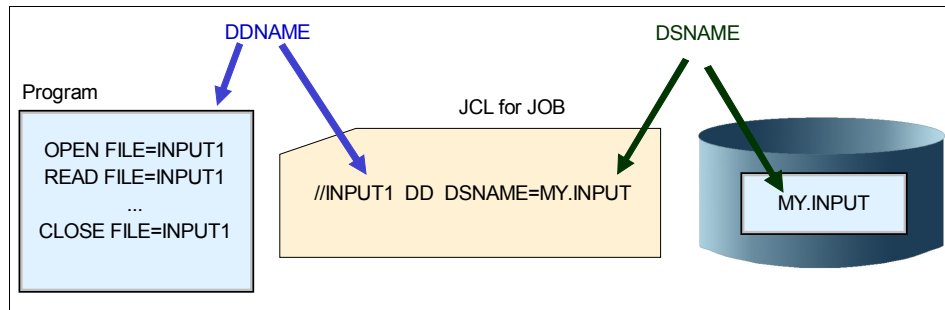 DDNAME
DSNAME
Program
JCL for JOB
OPEN FILE=INPUT1
READ FILE=INPUT1
...
CLOSE FILE=INPUT1
//INPUT1 DD DSNAME=MY.INPUT
MY.INPUT